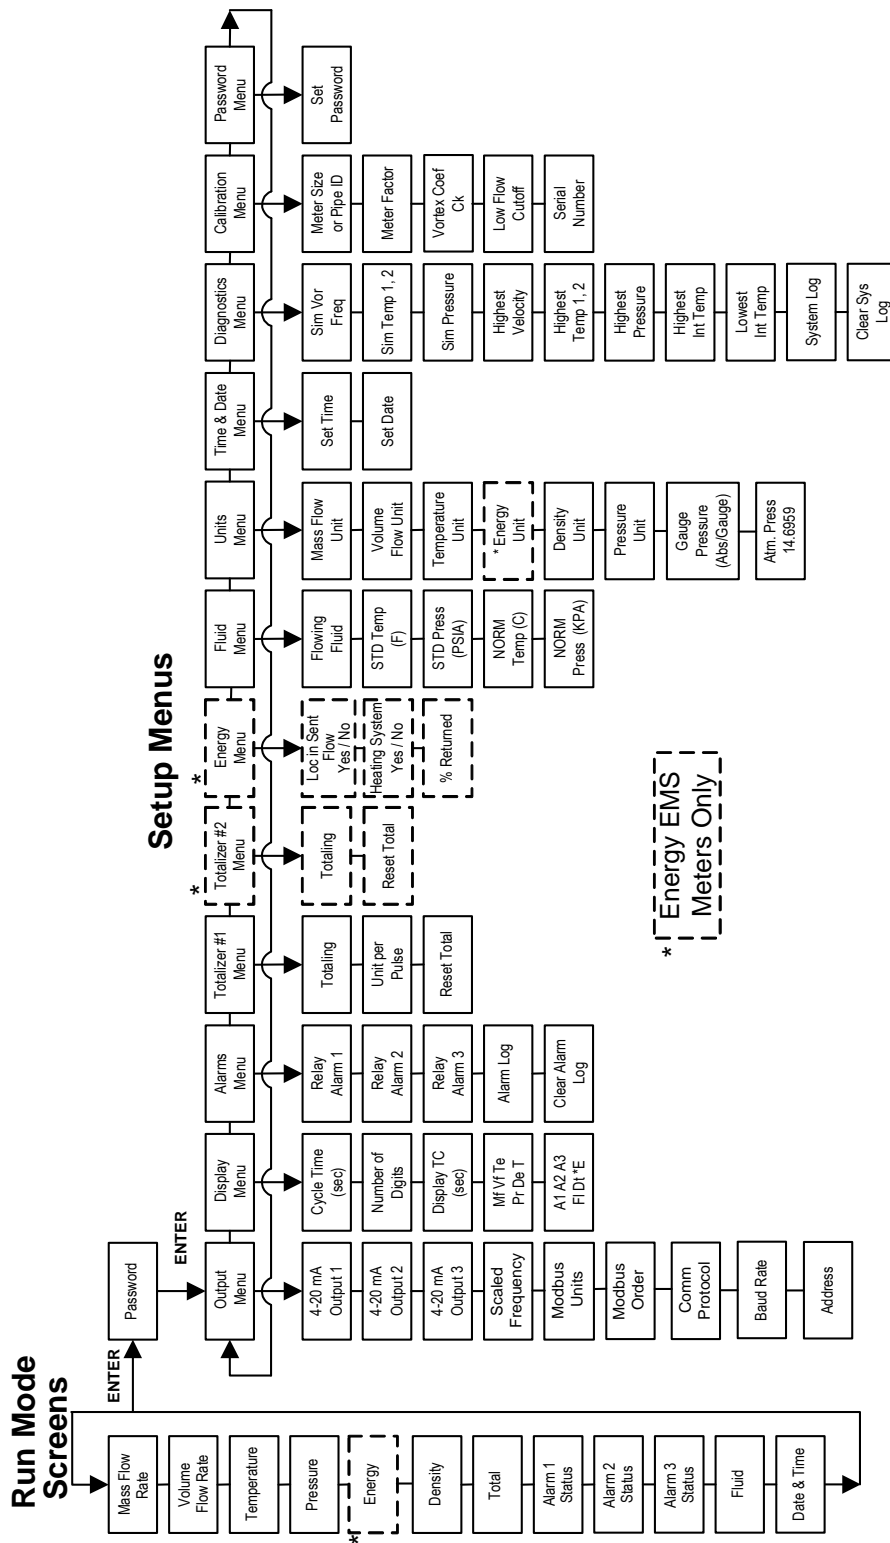 Run Mode
Screens
Mass Flow
Rate
Volume
Flow Rate
Temperature
Pressure
*
Energy
Density
Total
Alarm 1
Status
Alarm 2
Status
Alarm 3
Status
Fluid
Date & Time
ENTER
Password
ENTER
Setup Menus
Output
Menu
4-20 mA
Output 1
4-20 mA
Output 2
4-20 mA
Output 3
Scaled
Frequency
Modbus
Units
Modbus
Order
Comm
Protocol
Baud Rate
Address
Display
Menu
Cycle Time
(sec)
Number of
Digits
Display TC
(sec)
Mf Vf Te
Pr De T
A1 A2 A3
Fl Dt *E
Alarms
Menu
Relay
Alarm 1
Relay
Alarm 2
Relay
Alarm 3
Alarm Log
Clear Alarm
Log
Totalizer #1
Menu
Totaling
Unit per
Pulse
Reset Total
*
Totalizer #2
Menu
Totaling
Reset Total
*
Energy
Menu
Loc in Sent
Flow
Yes / No
Heating System
Yes / No
% Returned
Fluid
Menu
Flowing
Fluid
STD Temp
(F)
STD Press
(PSIA)
NORM
Temp (C)
NORM
Press (KPA)
Units
Menu
Mass Flow
Unit
Volume
Flow Unit
Temperature
Unit
* Energy
Unit
Density
Unit
Pressure
Unit
Gauge
Pressure
(Abs/Gauge)
Atm. Press
14.6959
Time & Date
Menu
Set Time
Set Date
Diagnostics
Menu
Sim Vor
Freq
Sim Temp 1, 2
Sim Pressure
Highest
Velocity
Highest
Temp 1, 2
Highest
Pressure
Highest
Int Temp
Lowest
Int Temp
System Log
Clear Sys
Log
Calibration
Menu
Meter Size
or Pipe ID
Meter Factor
Vortex Coef
Ck
Low Flow
Cutoff
Serial
Number
Password
Menu
Set
Password
*
Energy EMS
Meters Only